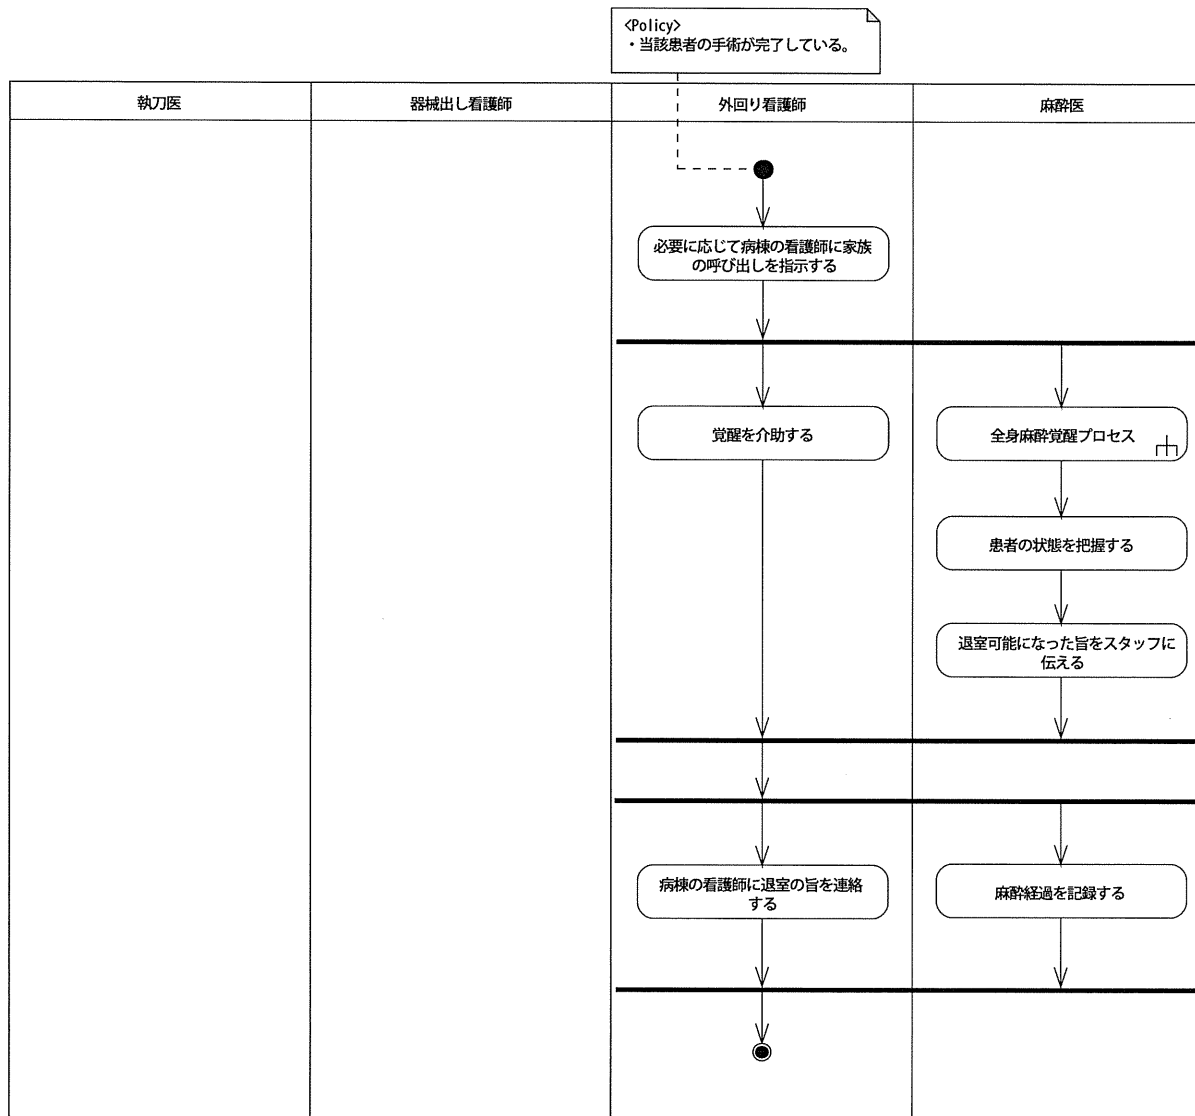 <Policy>
・当該患者の手術が完了している。
執刀医
器械出し看護師
外回り看護師
麻酔医
必要に応じて病棟の看護師に家族
の呼び出しを指示する
覚醒を介助する
全身麻酔覚醒プロセス
患者の状態を把握する
退室可能になった旨をスタッフに
伝える
病棟の看護師に退室の旨を連絡
する
麻酔経過を記録する